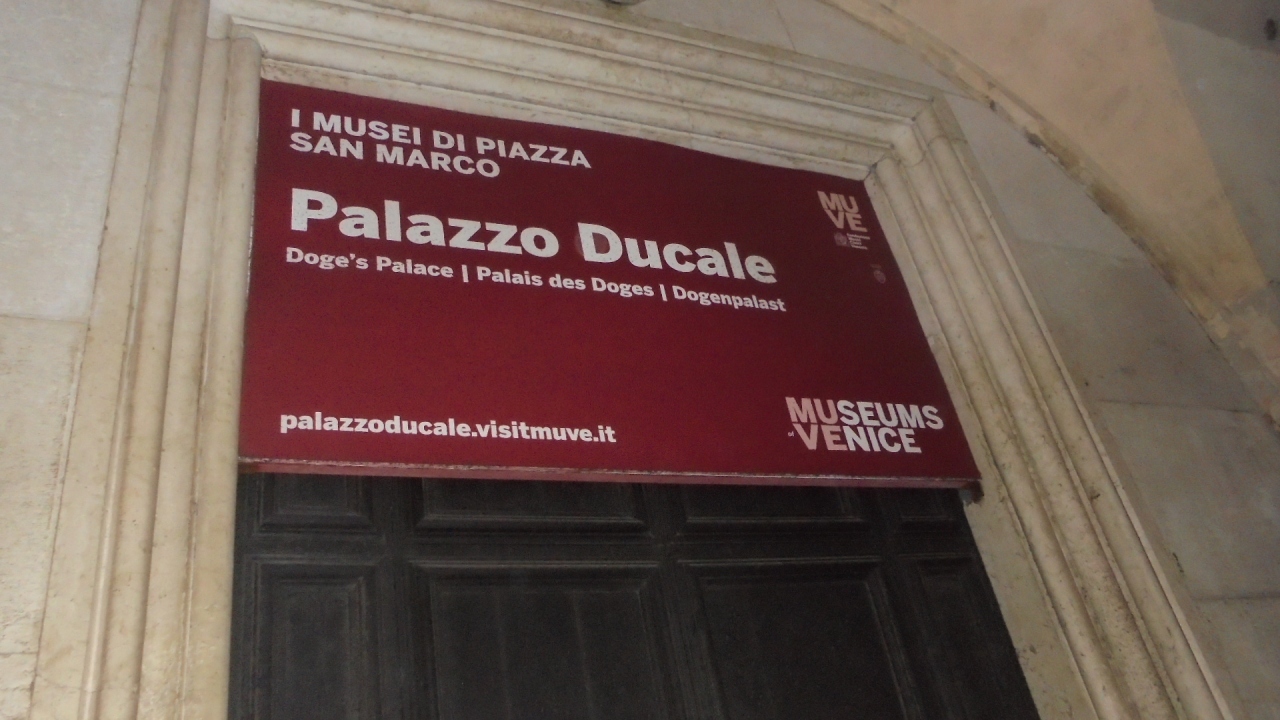 I MUSEI DI PIAZZA
SAN MARCO
MU
VE
Palazzo Ducale
Doge's Palace | Palais des Doges | Dogenpalast
palazzoducale.visitmuve.it
MUSEUMS
of VENICE